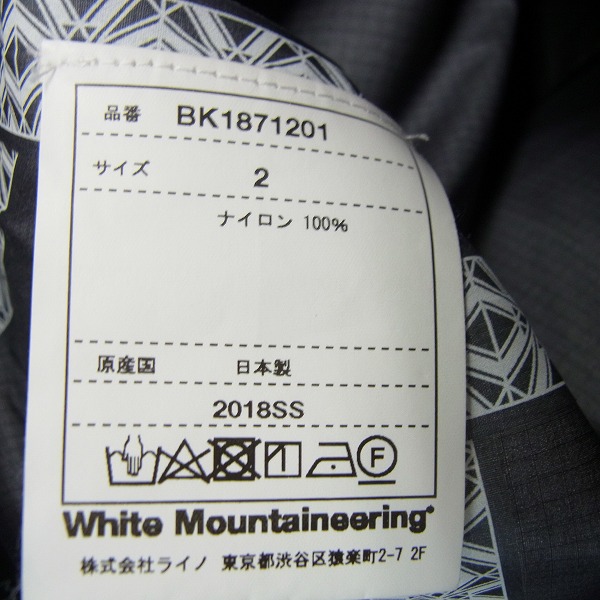 品番 BK1871201
サイズ 2
ナイロン 100%
原産国 日本製
2018SS
F
White Mountaineering®
株式会社ライノ 東京都渋谷区猿楽町2-7 2F